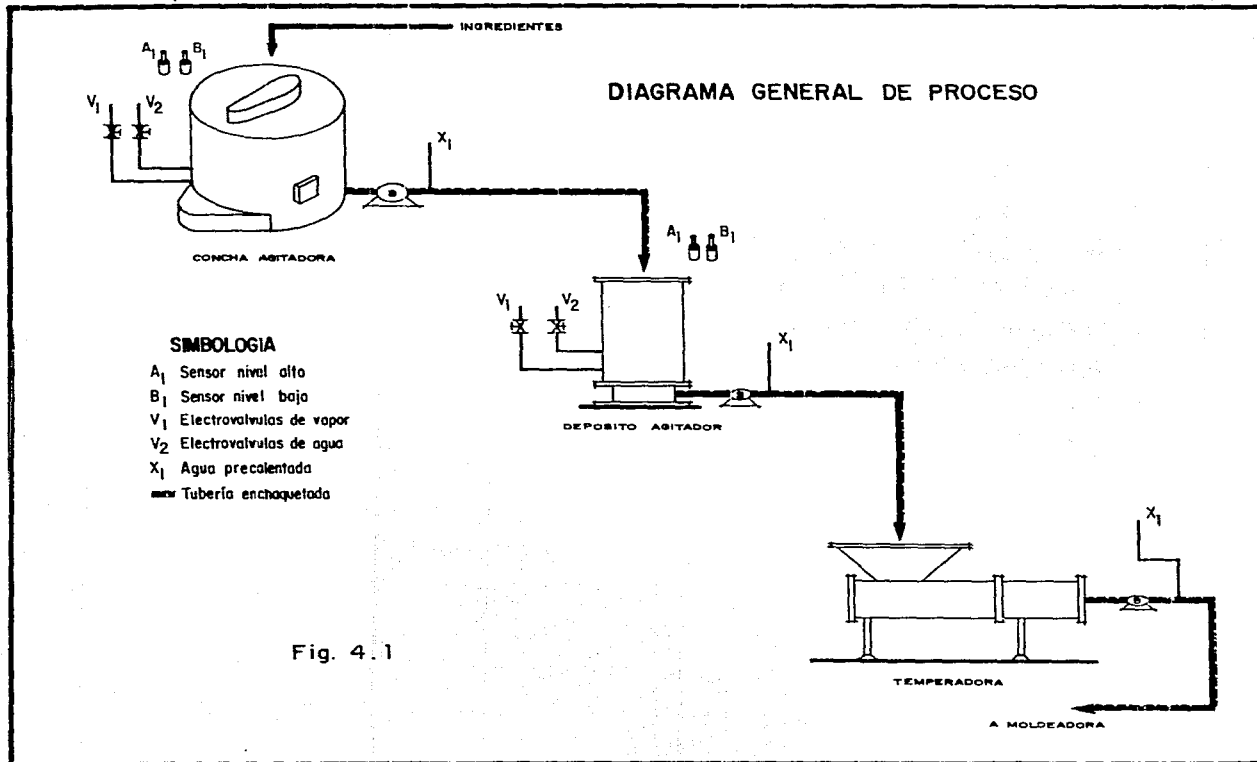 INGREDIENTES
A1 B1
DIAGRAMA GENERAL DE PROCESO
V1 V2
X1
CONCHA AGITADORA
A1 B1
V1 V2
X1
DEPOSITO AGITADOR
SIMBOLOGIA
A1 Sensor nivel alto
B1 Sensor nivel baja
V1 Electrovalvulas de vapor
V2 Electrovalvulas de agua
X1 Agua precalentada
Tubería enchaquetada
X1
Fig. 4.1
TEMPERADORA
A MOLDEADORA